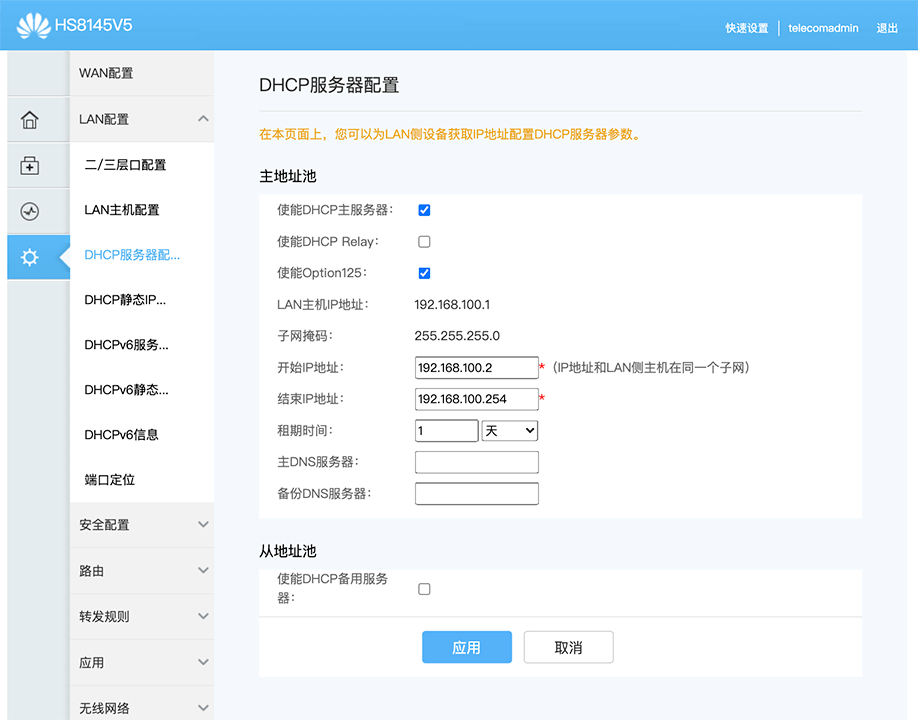 HS8145V5
快速设置
telecomadmin
退出
WAN配置
LAN配置
二/三层口配置
LAN主机配置
DHCP服务器配...
DHCP静态IP...
DHCPv6服务...
DHCPv6静态...
DHCPv6信息
端口定位
安全配置
路由
转发规则
应用
无线网络
DHCP服务器配置
在本页面上，您可以为LAN侧设备获取IP地址配置DHCP服务器参数。
主地址池
使能DHCP主服务器：
使能DHCP Relay：
使能Option125：
LAN主机IP地址： 192.168.100.1
子网掩码： 255.255.255.0
开始IP地址： 192.168.100.2 *（IP地址和LAN侧主机在同一个子网）
结束IP地址： 192.168.100.254 *
租期时间： 1 天
主DNS服务器：
备份DNS服务器：
从地址池
使能DHCP备用服务
器：
应用 取消